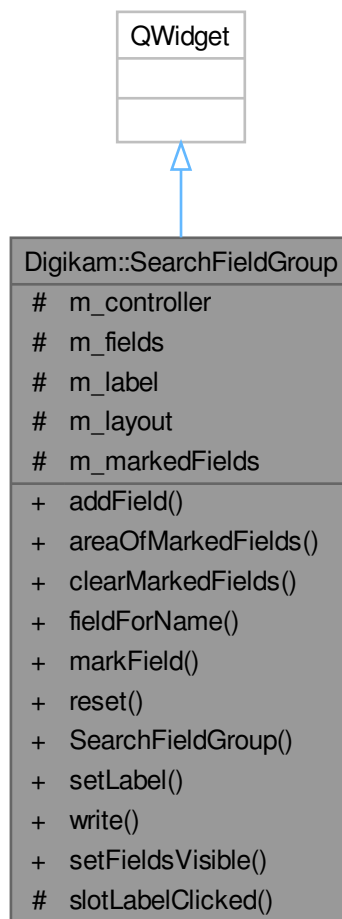 QWidget
Digikam::SearchFieldGroup
# m_controller
# m_fields
# m_label
# m_layout
# m_markedFields
+ addField()
+ areaOfMarkedFields()
+ clearMarkedFields()
+ fieldForName()
+ markField()
+ reset()
+ SearchFieldGroup()
+ setLabel()
+ write()
+ setFieldsVisible()
# slotLabelClicked()